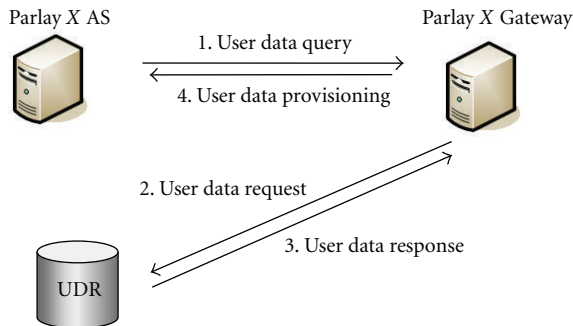 Parlay X AS
Parlay X Gateway
1. User data query
4. User data provisioning
2. User data request
3. User data response
UDR